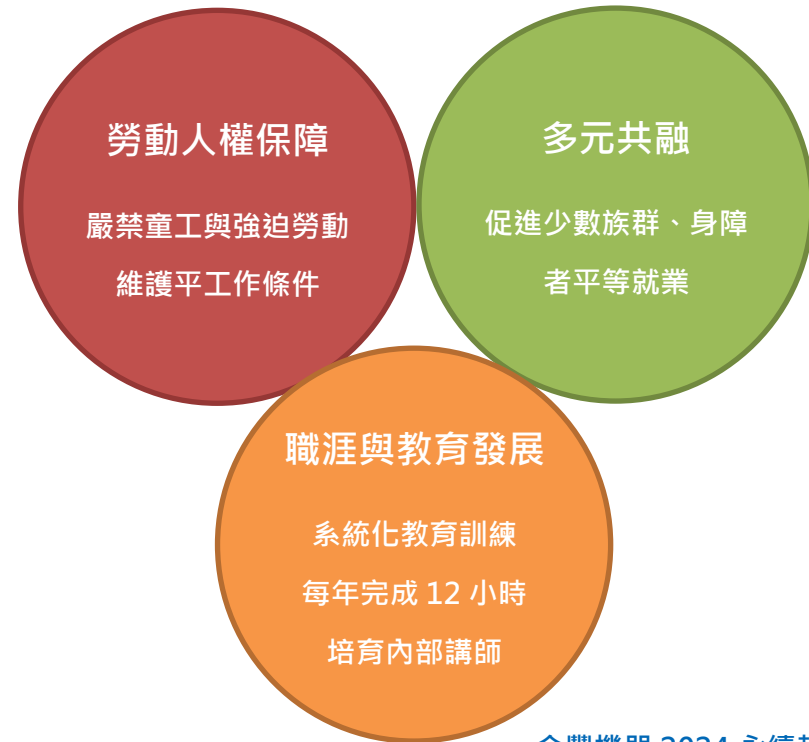 勞動人權保障
嚴禁童工與強迫勞動
維護平工作條件
多元共融
促進少數族群、身障
者平等就業
職涯與教育發展
系統化教育訓練
每年完成 12 小時
培育內部講師
2024 永續